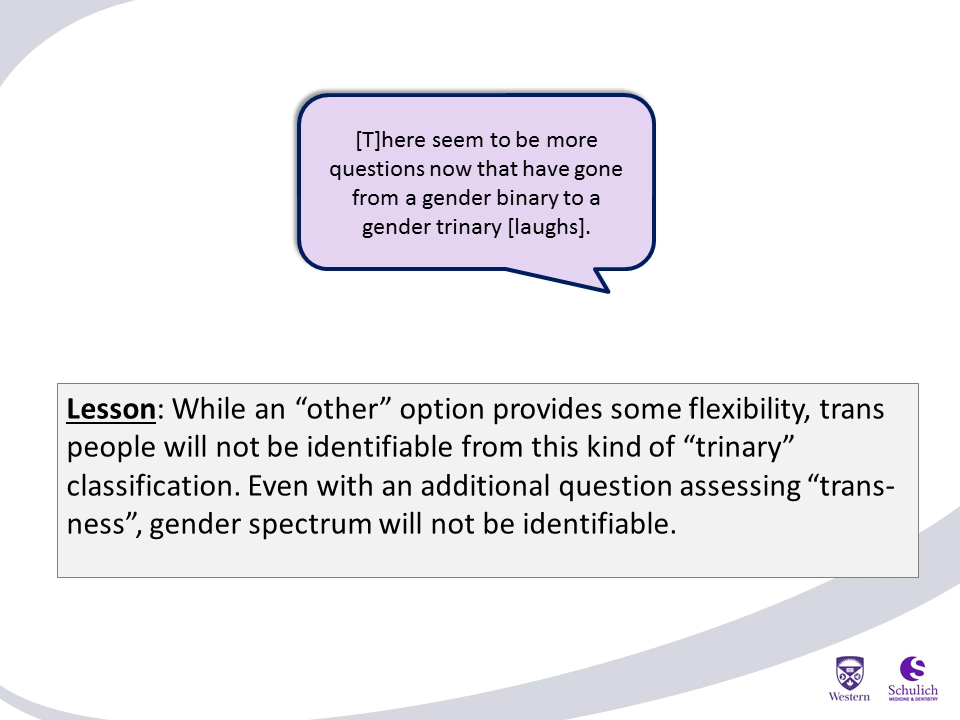 [T]here seem to be more
questions now that have gone
from a gender binary to a
gender trinary [laughs].
Lesson: While an “other” option provides some flexibility, trans
people will not be identifiable from this kind of “trinary”
classification. Even with an additional question assessing “trans-
ness”, gender spectrum will not be identifiable.
Western
Schulich
MEDICINE & DENTISTRY